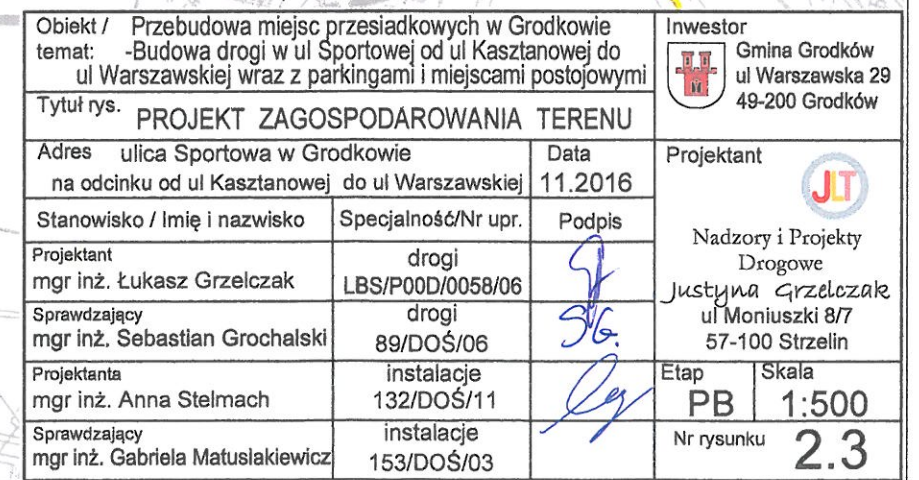 Obiekt / Przebudowa miejsc przesiadkowych w Grodkowie
temat: -Budowa drogi w ul Sportowej od ul Kasztanowej do
ul Warszawskiej wraz z parkingami i miejscami postojowymi
Inwestor
Gmina Grodków
ul Warszawska 29
49-200 Grodków
Tytuł rys. PROJEKT ZAGOSPODAROWANIA TERENU
Adres ulica Sportowa w Grodkowie
na odcinku od ul Kasztanowej do ul Warszawskiej
Data
11.2016
Projektant
JLT
Nadzory i Projekty
Drogowe
Justyna Grzelczak
ul Moniuszki 8/7
57-100 Strzelin
Stanowisko / Imię i nazwisko Specjalność/Nr upr. Podpis
Projektant
mgr inż. Łukasz Grzelczak
drogi
LBS/P00D/0058/06
Sprawdzający
mgr inż. Sebastian Grochalski
drogi
89/DOŚ/06
SG.
Projektanta
mgr inż. Anna Stelmach
instalacje
132/DOŚ/11
Sprawdzający
mgr inż. Gabriela Matusiakiewicz
instalacje
153/DOŚ/03
Etap
PB
Skala
1:500
Nr rysunku 2.3